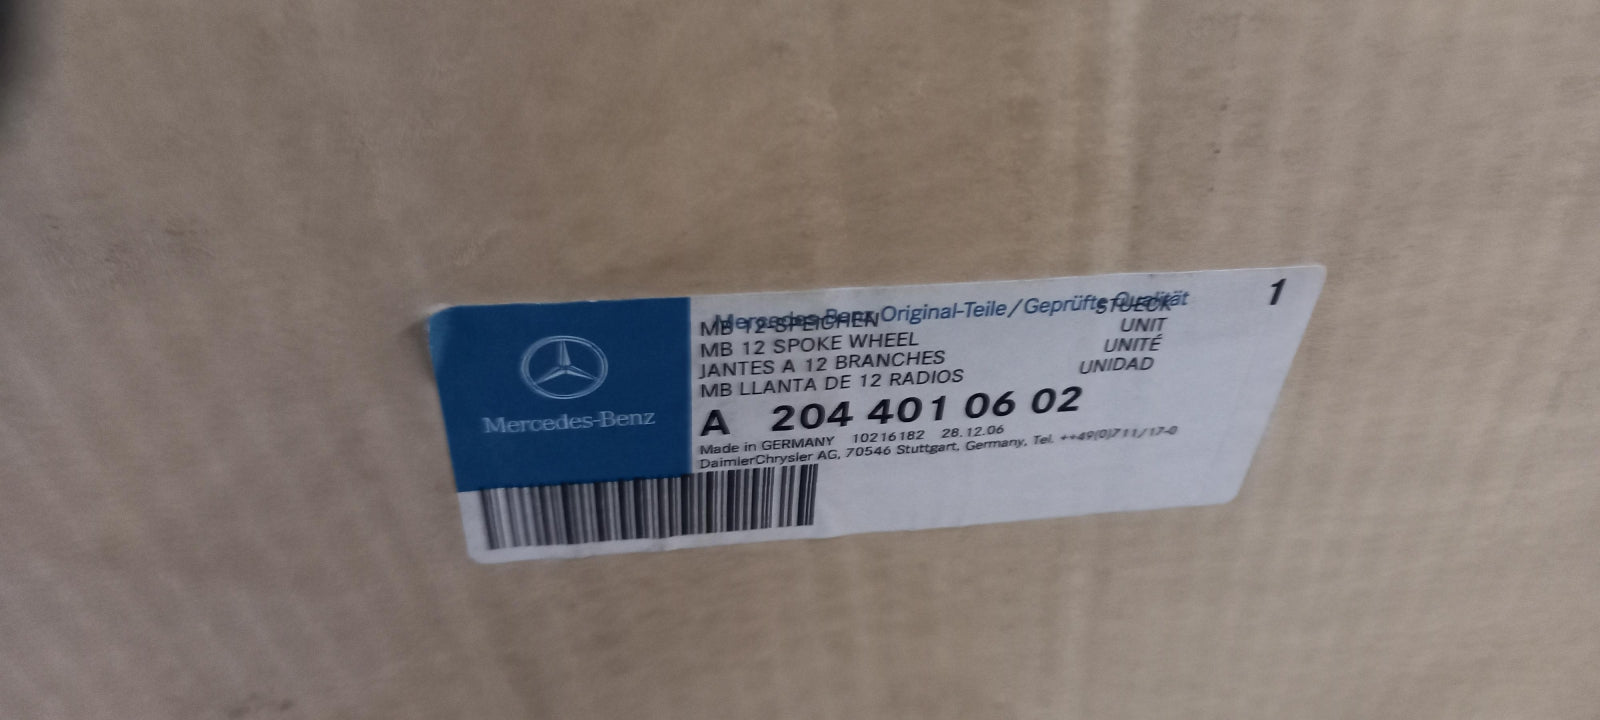 Mercedes-Benz
Mercedes-Benz Original-Teile / Geprüfte Qualität
1
MB 12-SPEICHEN STUECK
MB 12 SPOKE WHEEL UNIT
JANTES A 12 BRANCHES UNITÉ
MB LLANTA DE 12 RADIOS UNIDAD
A 204 401 06 02
Made in GERMANY 10216182 28.12.06
DaimlerChrysler AG, 70546 Stuttgart, Germany, Tel. ++49(0)711/17-0